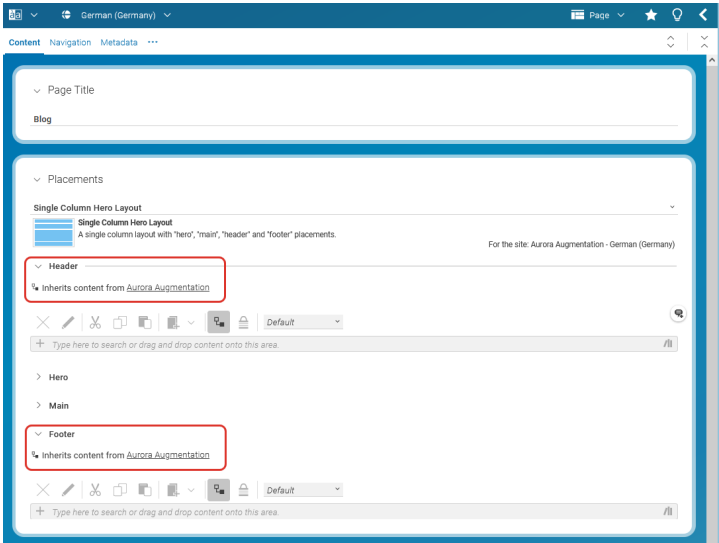 German (Germany)
Page
Content Navigation Metadata ...
Page Title
Blog
Placements
Single Column Hero Layout
Single Column Hero Layout
A single column layout with "hero", "main", "header" and "footer" placements.
For the site: Aurora Augmentation - German (Germany)
Header
Inherits content from Aurora Augmentation
Default
Type here to search or drag and drop content onto this area.
Hero
Main
Footer
Inherits content from Aurora Augmentation
Default
Type here to search or drag and drop content onto this area.